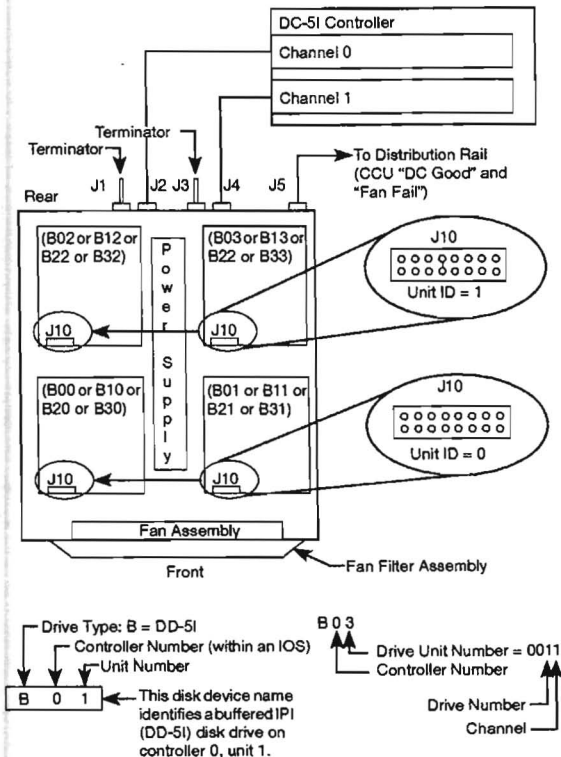 DC-5I Controller
Channel 0
Channel 1
Terminator
Terminator
J1
J2
J3
J4
J5
To Distribution Rail
(CCU "DC Good" and
"Fan Fail")
Rear
(B02 or B12 or
B22 or B32)
Power Supply
(B03 or B13 or
B22 or B33)
J10
J10
J10
Unit ID = 1
(B00 or B10 or
B20 or B30)
(B01 or B11 or
B21 or B31)
J10
J10
J10
Unit ID = 0
Fan Assembly
Front
Fan Filter Assembly
Drive Type: B = DD-5I
Controller Number (within an IOS)
Unit Number
B 0 1
This disk device name
identifies a buffered IPI
(DD-5I) disk drive on
controller 0, unit 1.
B 0 3
Drive Unit Number = 0011
Controller Number
Drive Number
Channel